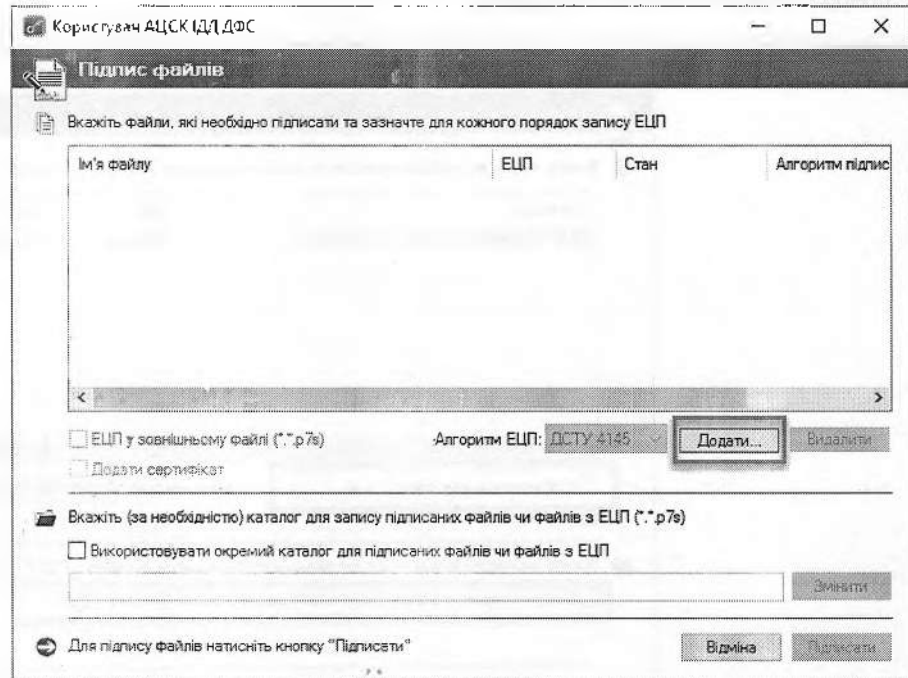 Користувач АЦСК ІДД ДФС
Підпис файлів
Вкажіть файли, які необхідно підписати та зазначте для кожного порядок запису ЕЦП
Ім'я файлу ЕЦП Стан Алгоритм підпис
ЕЦП у зовнішньому файлі (*.*.p7s) Алгоритм ЕЦП: ДСТУ 4145 Додати... Видалити
Додати сертифікат
Вкажіть (за необхідністю) каталог для запису підписаних файлів чи файлів з ЕЦП (*.*.p7s)
Використовувати окремий каталог для підписаних файлів чи файлів з ЕЦП
Змінити
Для підпису файлів натисніть кнопку "Підписати"
Відміна Підписати